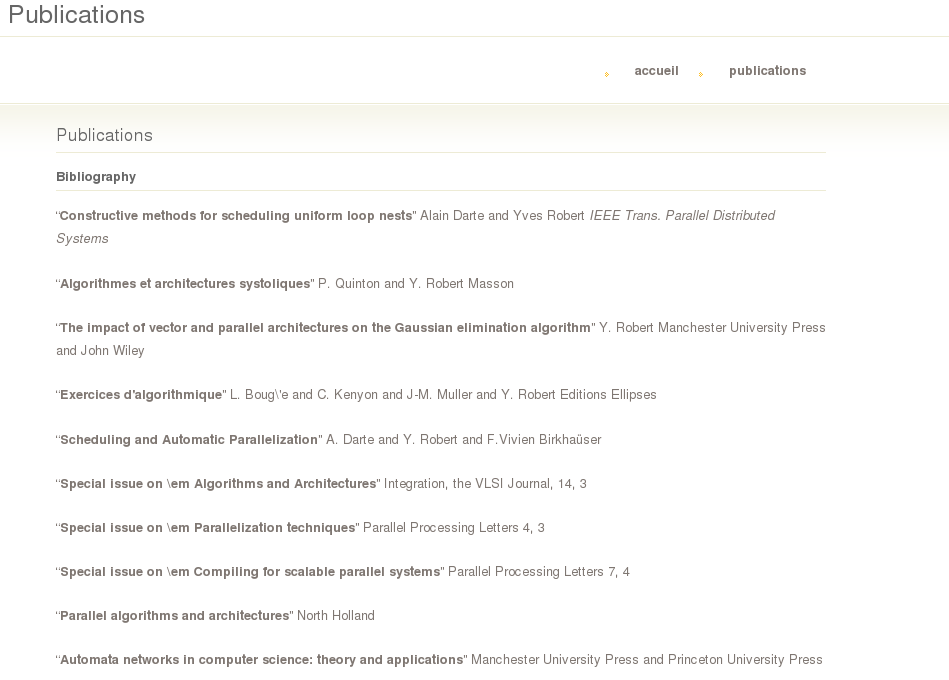 Publications
accueil publications
Publications
Bibliography
“Constructive methods for scheduling uniform loop nests” Alain Darte and Yves Robert IEEE Trans. Parallel Distributed
Systems
“Algorithmes et architectures systoliques” P. Quinton and Y. Robert Masson
“The impact of vector and parallel architectures on the Gaussian elimination algorithm” Y. Robert Manchester University Press
and John Wiley
“Exercices d'algorithmique” L. Boug\'e and C. Kenyon and J-M. Muller and Y. Robert Editions Ellipses
“Scheduling and Automatic Parallelization” A. Darte and Y. Robert and F.Vivien Birkhaüser
“Special issue on \em Algorithms and Architectures” Integration, the VLSI Journal, 14, 3
“Special issue on \em Parallelization techniques” Parallel Processing Letters 4, 3
“Special issue on \em Compiling for scalable parallel systems” Parallel Processing Letters 7, 4
“Parallel algorithms and architectures” North Holland
“Automata networks in computer science: theory and applications” Manchester University Press and Princeton University Press